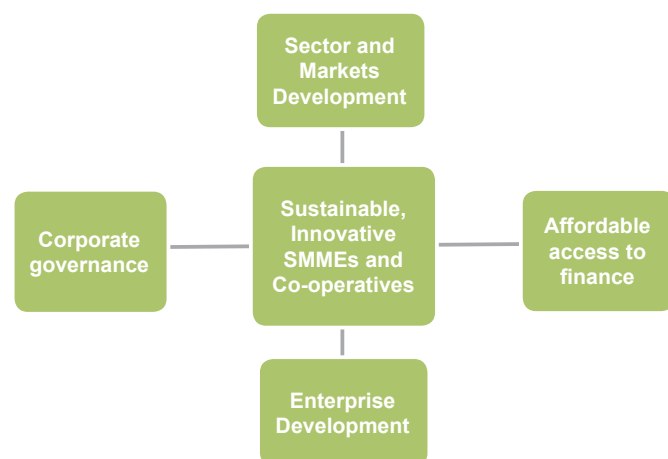 Sector and
Markets
Development
Corporate
governance
Sustainable,
Innovative
SMMEs and
Co-operatives
Affordable
access to
finance
Enterprise
Development